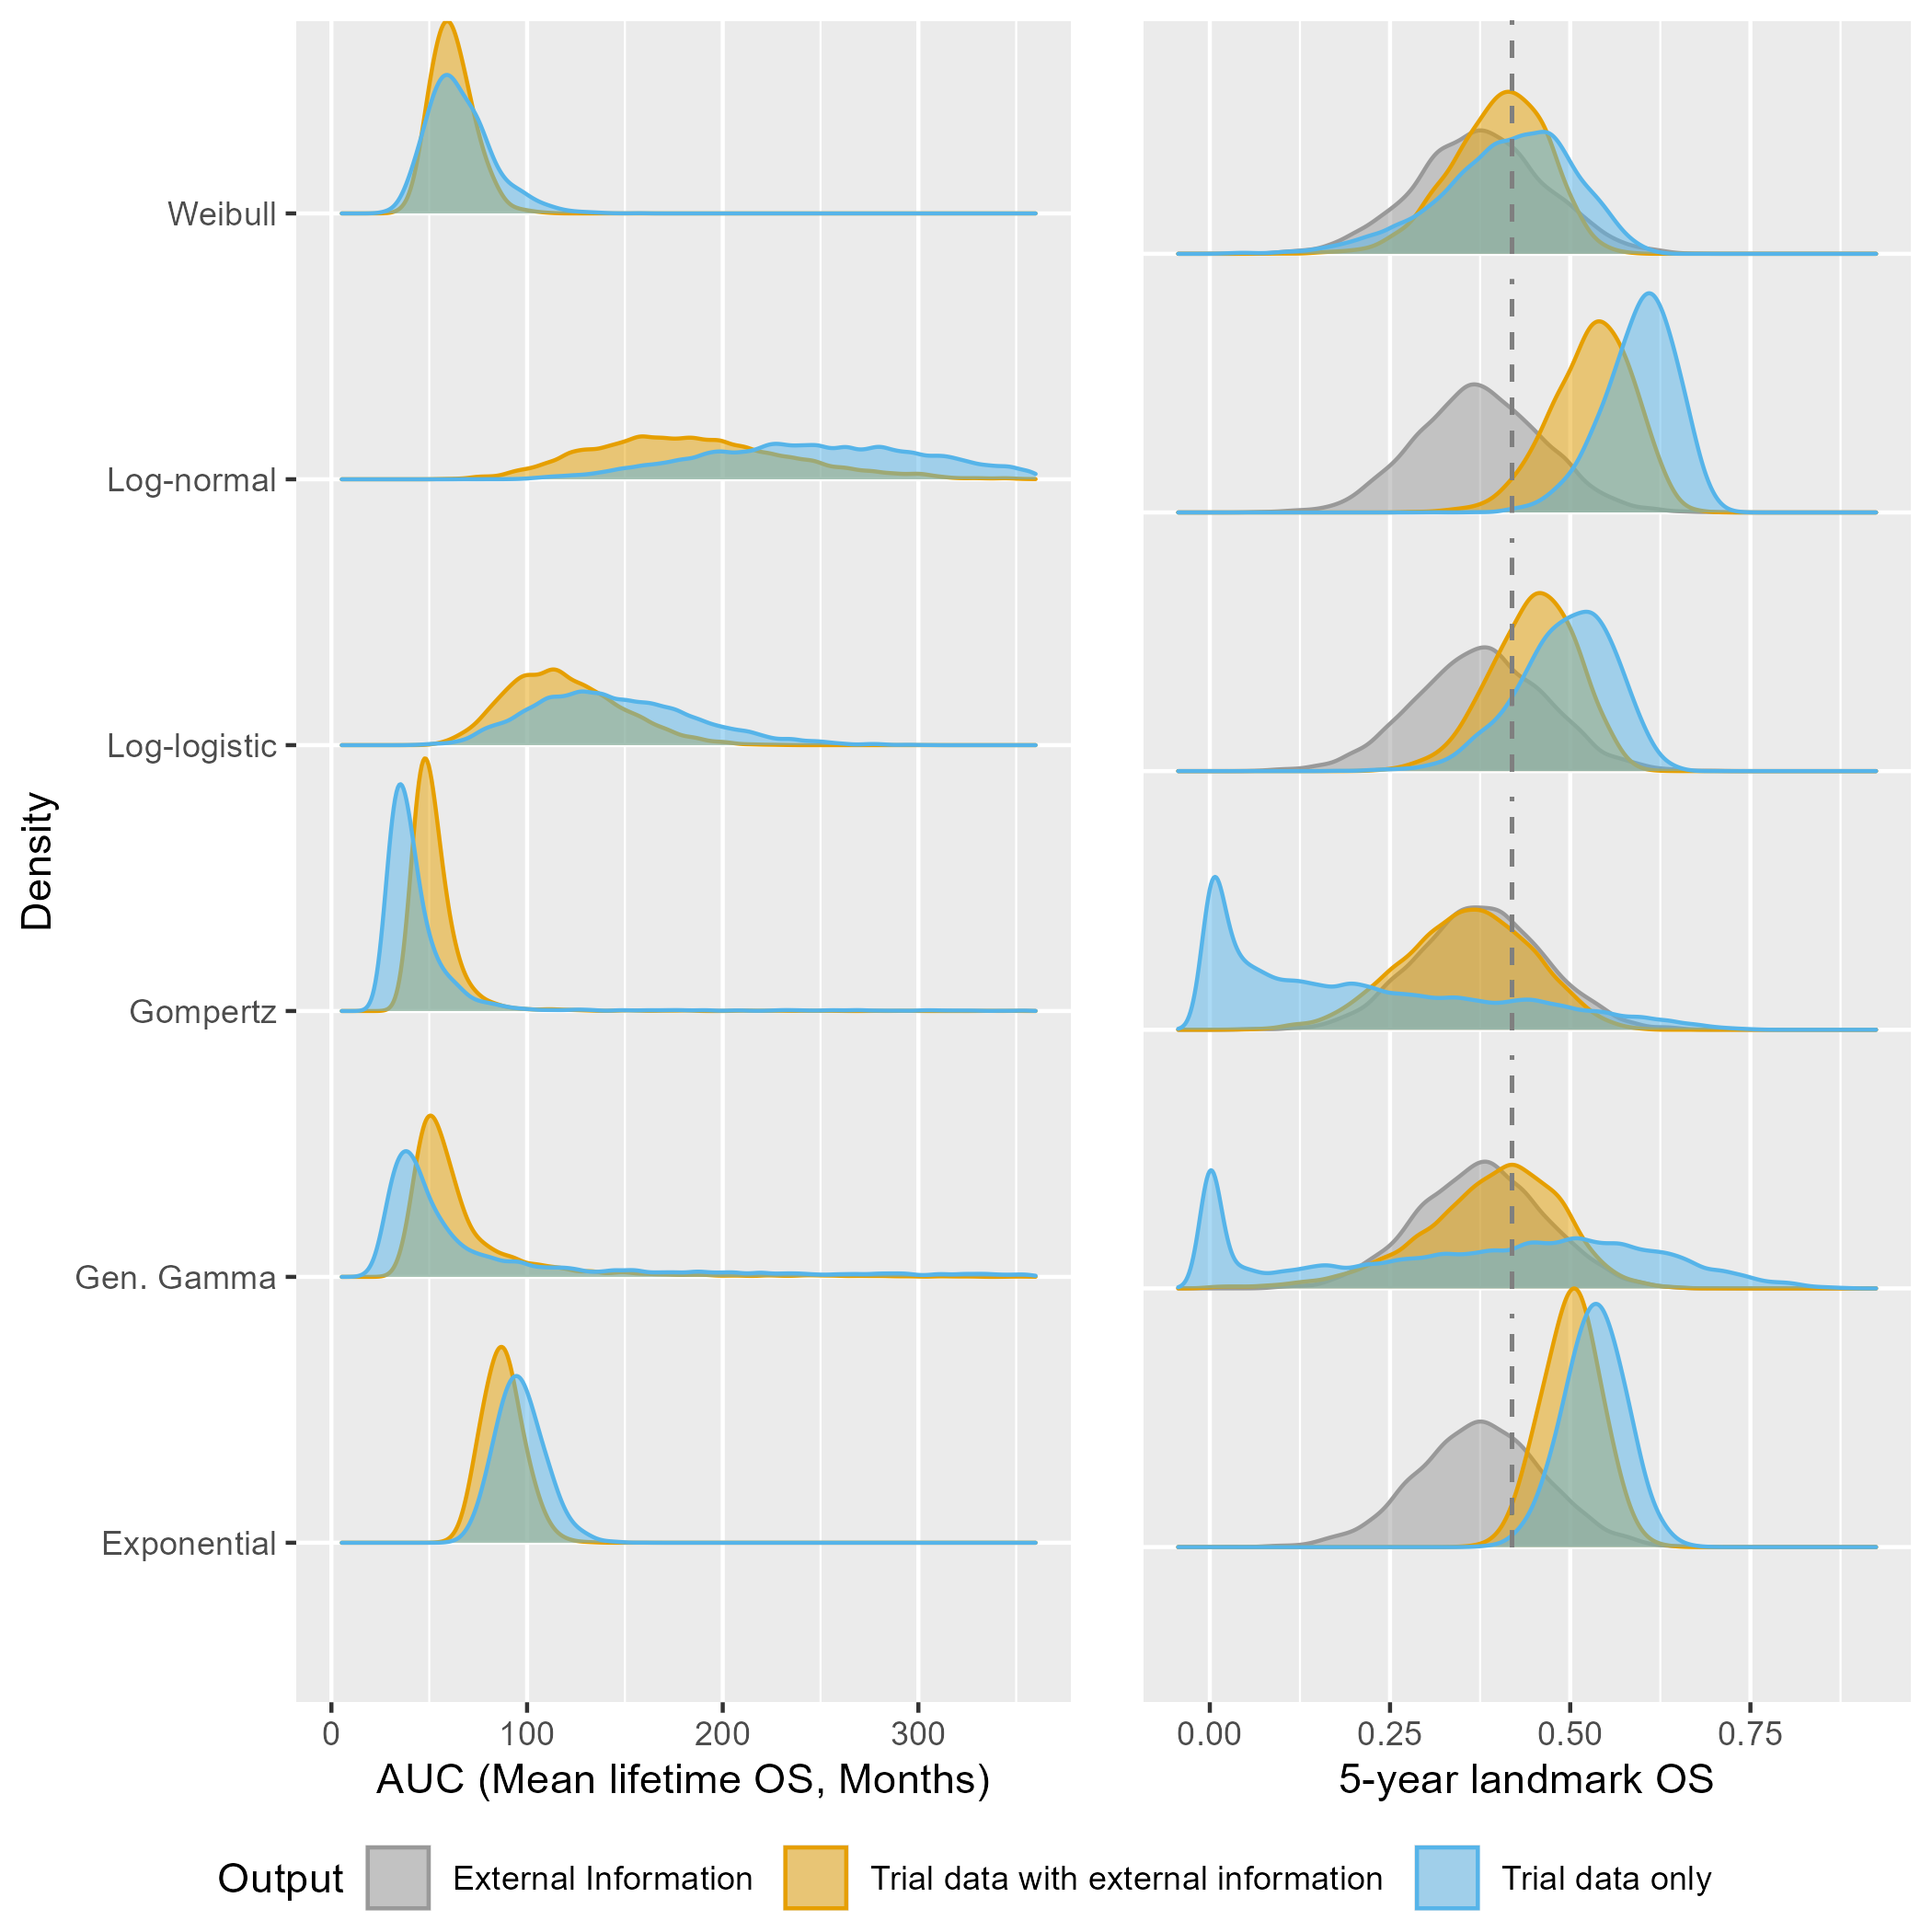 Density
Weibull
Log-normal
Log-logistic
Gompertz
Gen. Gamma
Exponential
0 100 200 300
0.00 0.25 0.50 0.75
AUC (Mean lifetime OS, Months)
5-year landmark OS
Output External Information Trial data with external information Trial data only